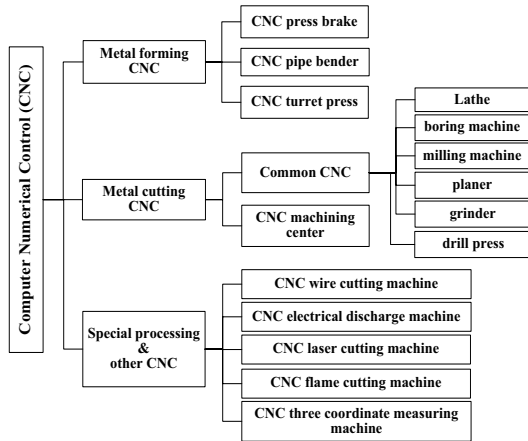 Computer Numerical Control (CNC)
Metal forming
CNC
CNC press brake
CNC pipe bender
CNC turret press
Metal cutting
CNC
Common CNC
Lathe
boring machine
milling machine
planer
grinder
drill press
CNC machining
center
Special processing
&
other CNC
CNC wire cutting machine
CNC electrical discharge machine
CNC laser cutting machine
CNC flame cutting machine
CNC three coordinate measuring
machine